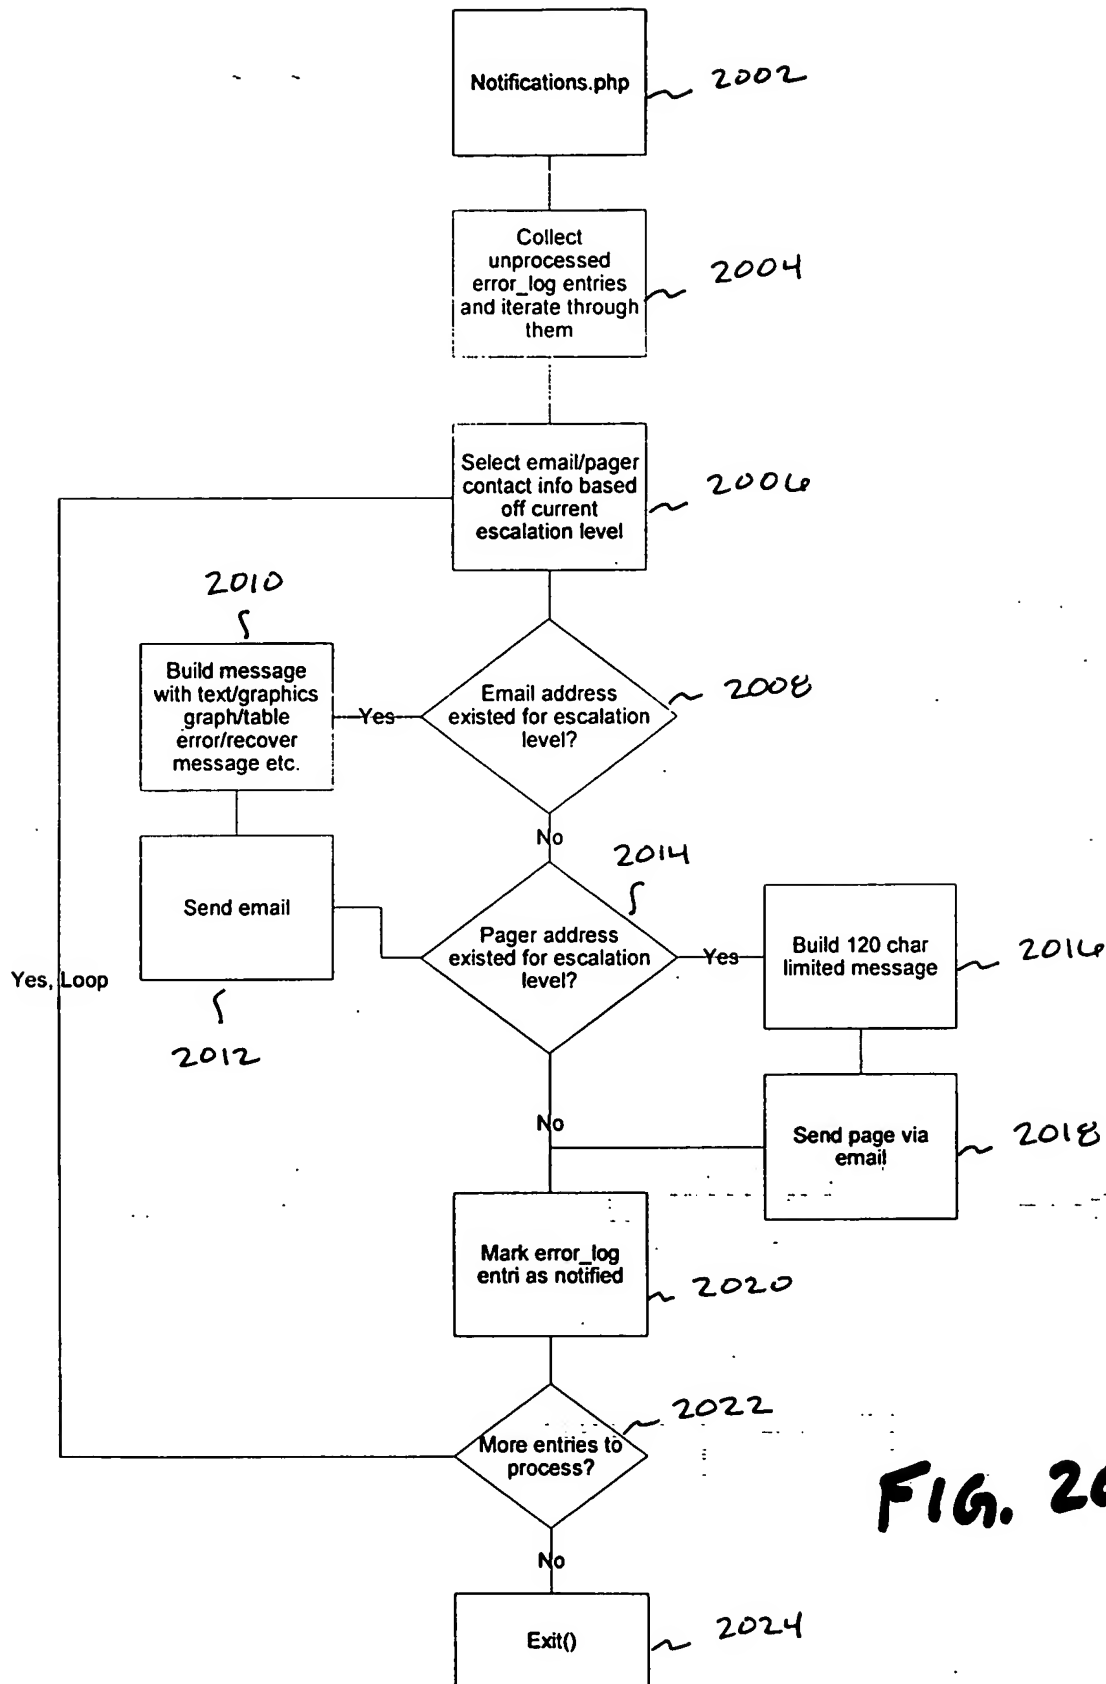 Notifications.php
2002
Collect
unprocessed
error_log entries
and iterate through
them
2004
Select email/pager
contact info based
off current
escalation level
2006
2010
Build message
with text/graphics
graph/table
error/recover
message etc.
Yes
Email address
existed for escalation
level?
2008
No
2014
Send email
Pager address
existed for escalation
level?
Yes
Build 120 char
limited message
2016
Yes, Loop
2012
No
Send page via
email
2018
Mark error_log
entri as notified
2020
2022
More entries to
process?
FIG. 20
No
Exit()
2024